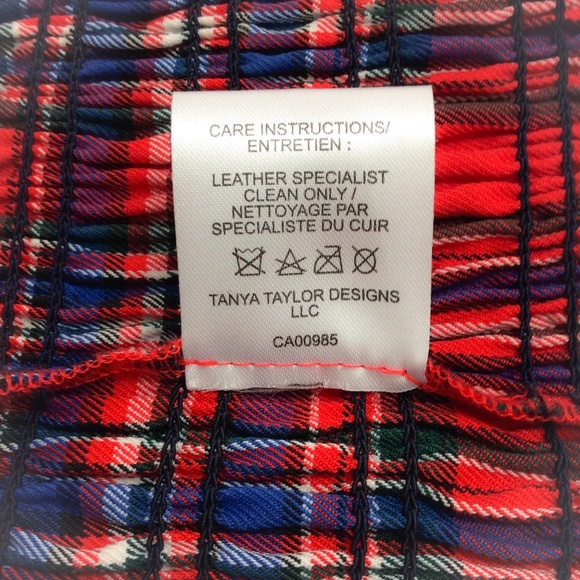 CARE INSTRUCTIONS/
ENTRETIEN :
LEATHER SPECIALIST
CLEAN ONLY /
NETTOYAGE PAR
SPECIALISTE DU CUIR
TANYA TAYLOR DESIGNS
LLC
CA00985